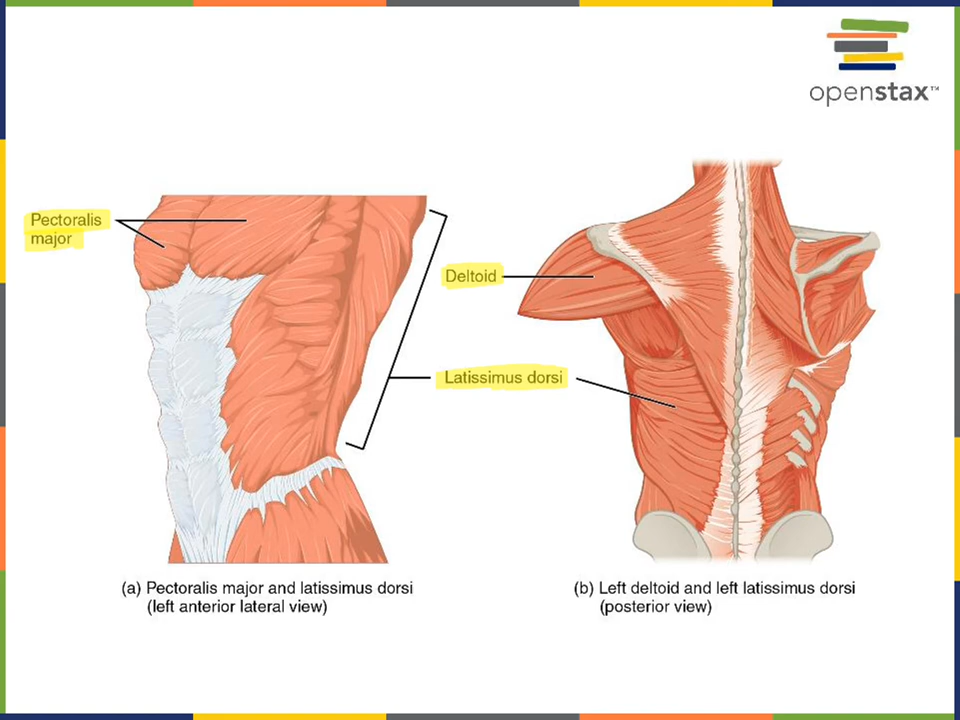 openstax™
Pectoralis
major
Deltoid
Latissimus dorsi
(a) Pectoralis major and latissimus dorsi
(left anterior lateral view)
(b) Left deltoid and left latissimus dorsi
(posterior view)